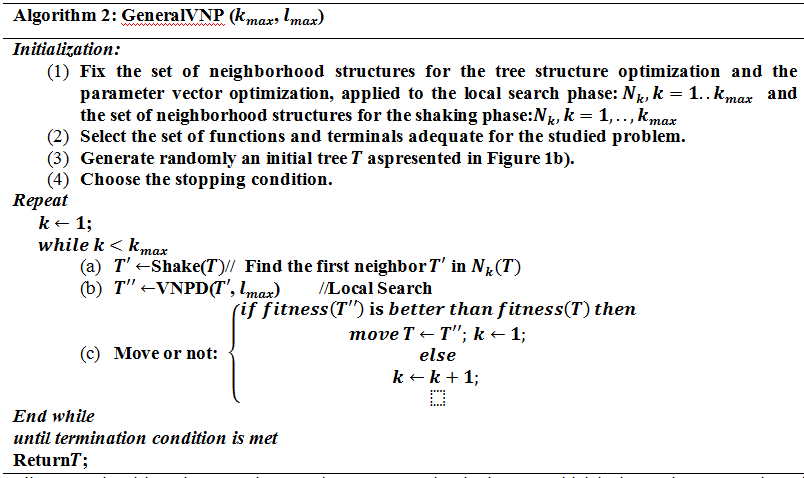 Algorithm 2: GeneralVNP (k_max, l_max)
Initialization:
(1) Fix the set of neighborhood structures for the tree structure optimization and the
parameter vector optimization, applied to the local search phase: N_k, k = 1..k_max and
the set of neighborhood structures for the shaking phase:N_k, k = 1,..,k_max
(2) Select the set of functions and terminals adequate for the studied problem.
(3) Generate randomly an initial tree T aspresented in Figure 1b).
(4) Choose the stopping condition.
Repeat
k ← 1;
while k < k_max
(a) T′ ←Shake(T)// Find the first neighbor T′ in N_k(T)
(b) T′′ ←VNPD(T′, l_max) //Local Search
(c) Move or not:
if fitness(T′′) is better than fitness(T) then
move T ← T′′; k ← 1;
else
k ← k + 1;
End while
until termination condition is met
ReturnT;